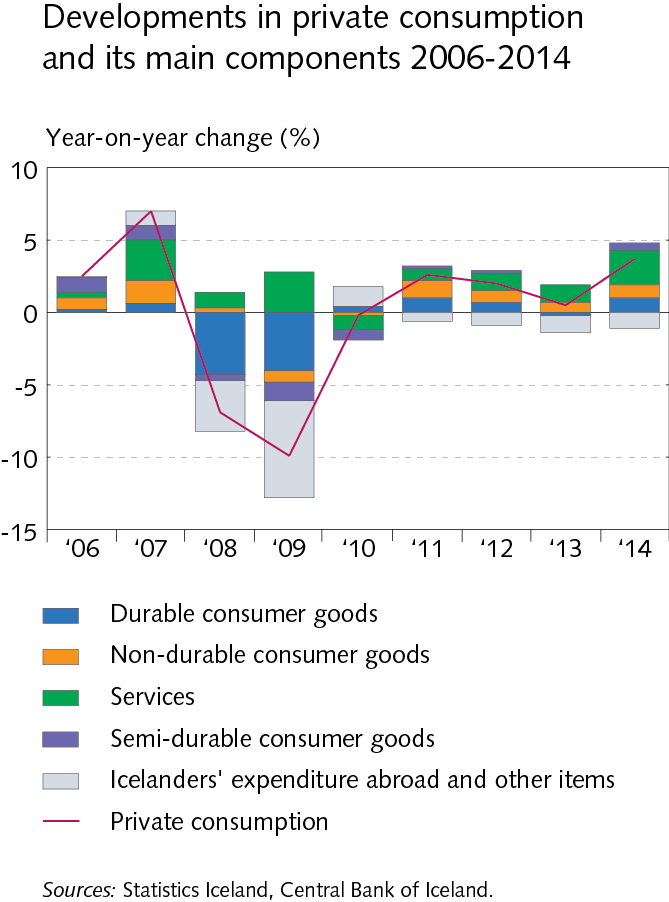 Developments in private consumption
and its main components 2006-2014
Year-on-year change (%)
10
5
0
-5
-10
-15
‘06 ‘07 ‘08 ‘09 ‘10 ‘11 ‘12 ‘13 ‘14
Durable consumer goods
Non-durable consumer goods
Services
Semi-durable consumer goods
Icelanders' expenditure abroad and other items
Private consumption
Sources: Statistics Iceland, Central Bank of Iceland.